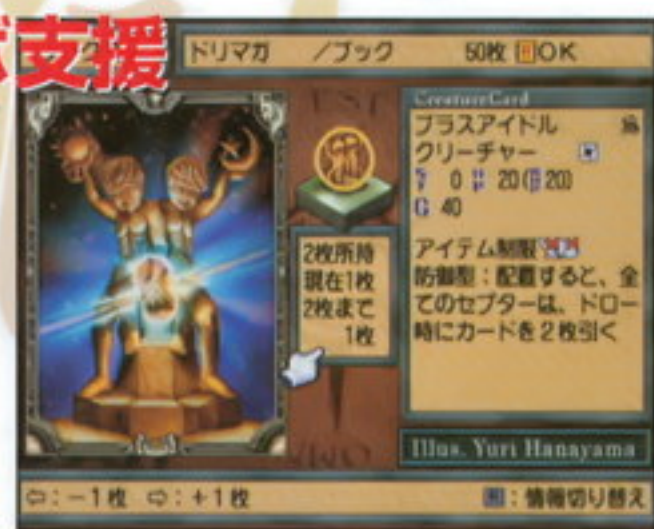 支援
ドリマガ /ブック 50枚 OK
CreatureCard
ブラスアイドル
クリーチャー
0 20(20)
G 40
アイテム制限
防御型:配置すると、全
てのセプターは、ドロー
時にカードを2枚引く
2枚所持
現在1枚
2枚まで
1枚
Illus. Yuri Hanayama
⇦:-1枚 ⇨:+1枚 :情報切り替え